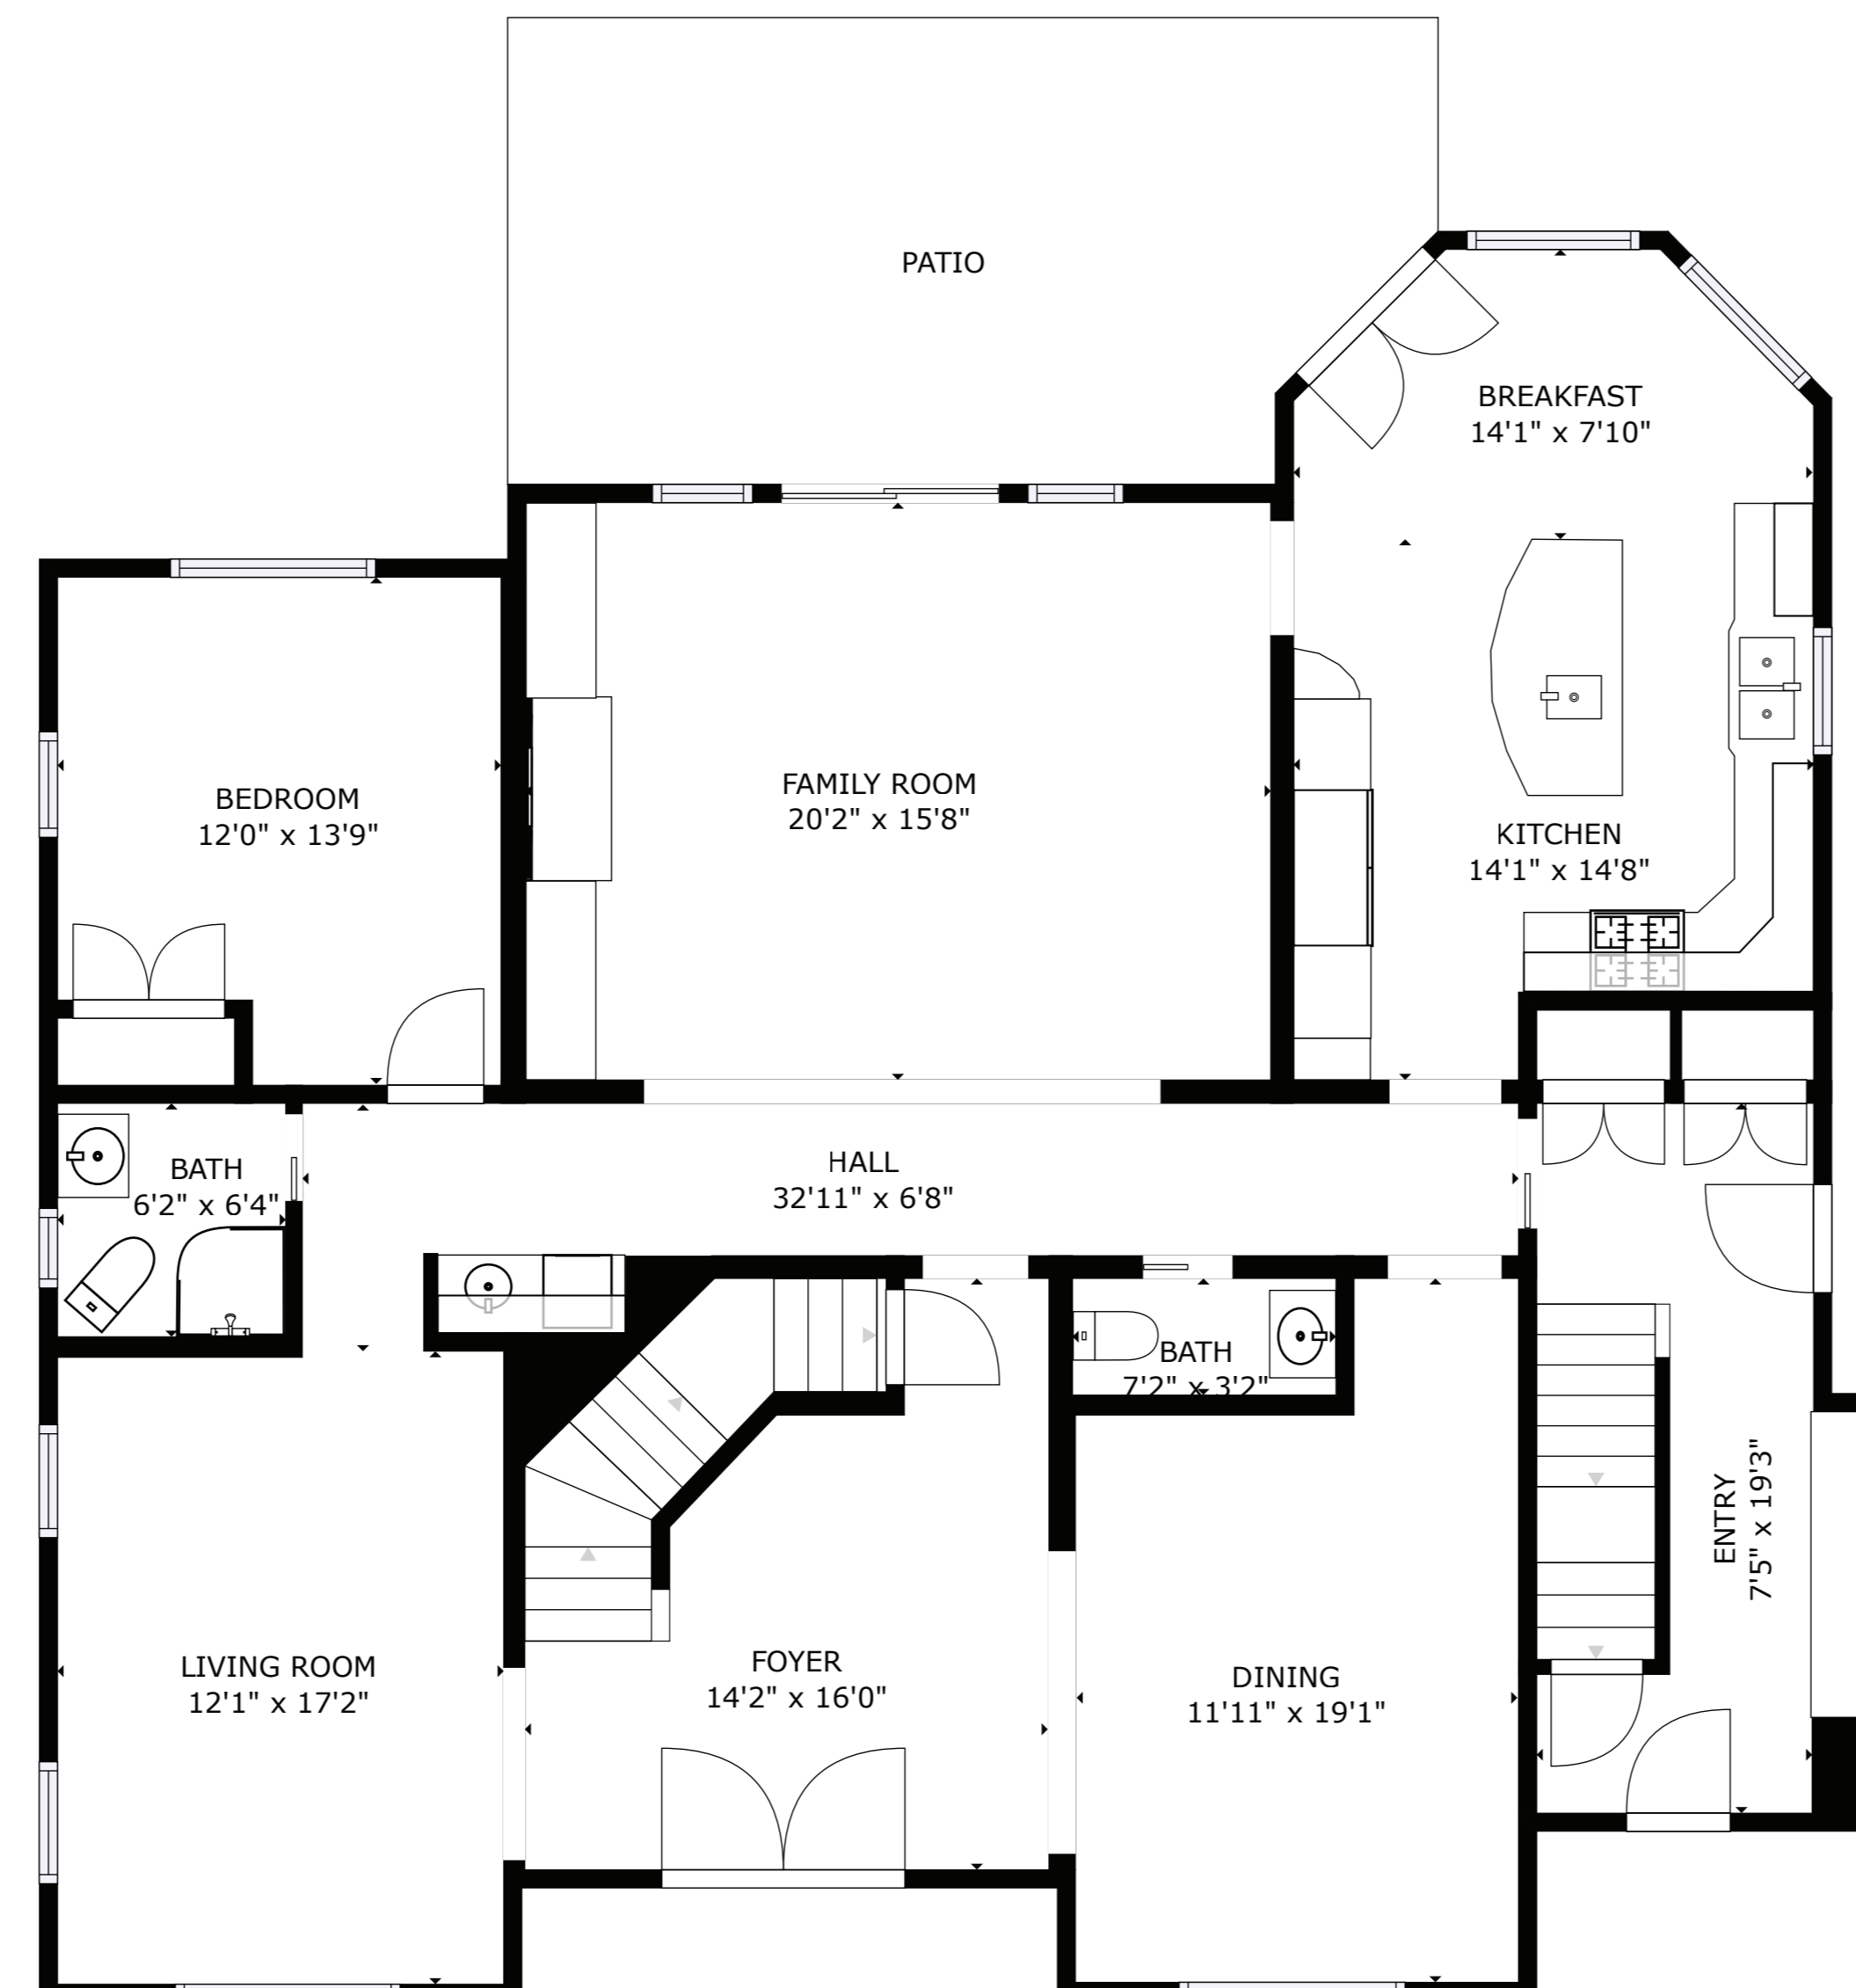 PATIO
BREAKFAST
14'1" x 7'10"
BEDROOM
12'0" x 13'9"
FAMILY ROOM
20'2" x 15'8"
KITCHEN
14'1" x 14'8"
BATH
6'2" x 6'4"
HALL
32'11" x 6'8"
BATH
7'2" x 3'2"
ENTRY
7'5" x 19'3"
LIVING ROOM
12'1" x 17'2"
FOYER
14'2" x 16'0"
DINING
11'11" x 19'1"